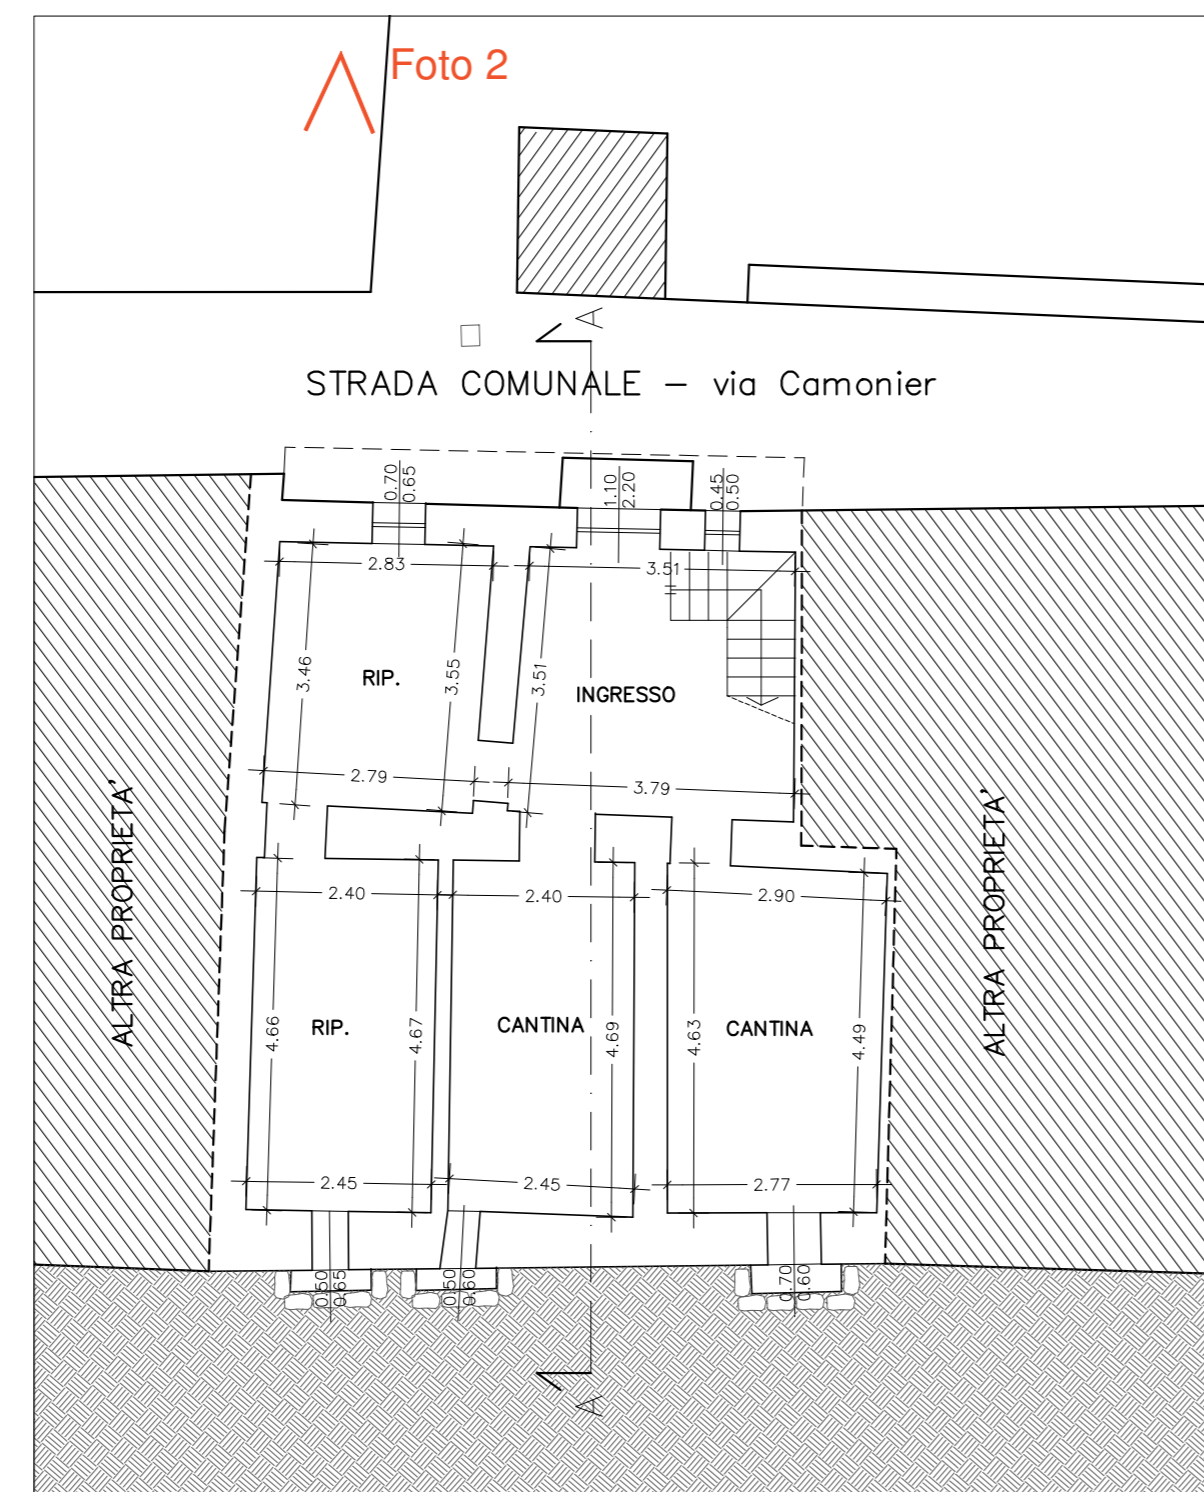 Foto 2
A
STRADA COMUNALE – via Camonier
0.70
0.65
1.10
2.20
0.45
0.50
2.83
3.51
3.46
RIP.
3.55
3.51
INGRESSO
2.79
3.79
ALTRA PROPRIETA'
ALTRA PROPRIETA'
2.40
2.40
2.90
4.66
RIP.
4.67
CANTINA
4.69
4.63
CANTINA
4.49
2.45
2.45
2.77
0.50
0.65
0.50
0.60
0.70
0.60
A